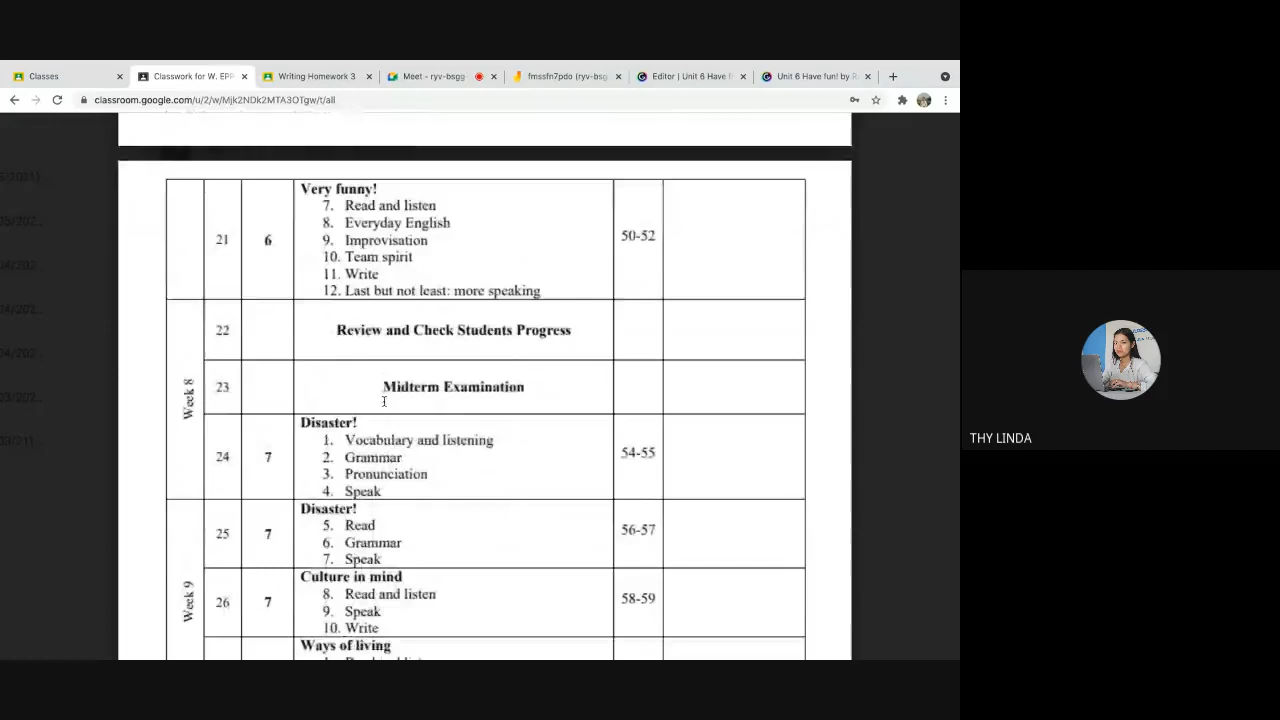 Classes
Classwork for W. EPP
Writing Homework 3
Meet - ryv-bsgg
fmssfn7pdo (ryv-bsg
Editor | Unit 6 Have f
Unit 6 Have fun! by R
classroom.google.com/u/2/w/Mjk2NDk2MTA3OTgw/t/all
Very funny!
7. Read and listen
8. Everyday English
21 6 9. Improvisation 50-52
10. Team spirit
11. Write
12. Last but not least: more speaking
22 Review and Check Students Progress
Week 8
23 Midterm Examination
Disaster!
1. Vocabulary and listening
24 7 2. Grammar 54-55
3. Pronunciation
4. Speak
Disaster!
5. Read
25 7 6. Grammar 56-57
7. Speak
Week 9
Culture in mind
8. Read and listen
26 7 9. Speak 58-59
10. Write
Ways of living
THY LINDA